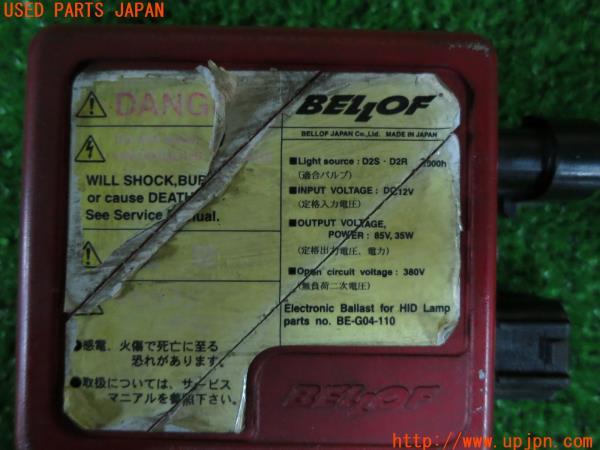 USED PARTS JAPAN
DANG
WILL SHOCK, BU
or cause DEATH
See Service Manual.
●感電、火傷で死亡に至る
恐れがあります。
●取扱については、サービス
マニアルを参照下さい。
BELLOF
BELLOF JAPAN Co., Ltd. MADE IN JAPAN
■Light source : D2S・D2R 2500h
(適合バルブ)
■INPUT VOLTAGE : DC12V
(定格入力電圧)
■OUTPUT VOLTAGE,
POWER : 85V, 35W
(定格出力電圧、電力)
■Open circuit voltage : 380V
(無負荷二次電圧)
Electronic Ballast for HID Lamp
parts no. BE-G04-110
BELLOF
http://www.upjpn.com/